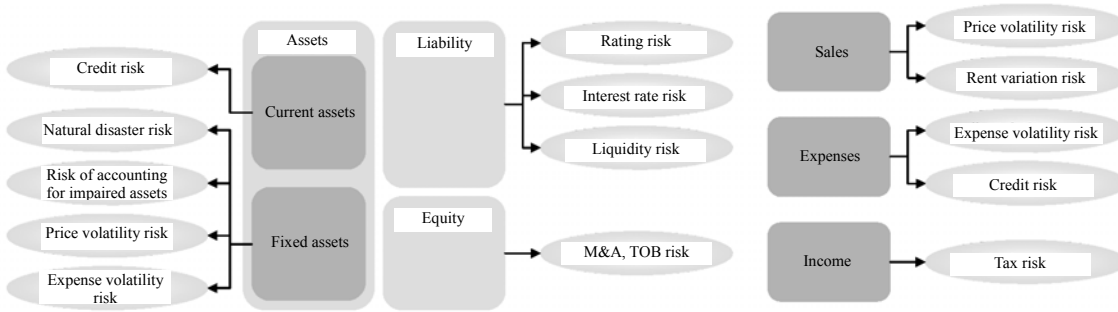 Assets
Current assets
Fixed assets
Credit risk
Natural disaster risk
Risk of accounting
for impaired assets
Price volatility risk
Expense volatility
risk
Liability
Rating risk
Interest rate risk
Liquidity risk
Equity
M&A, TOB risk
Sales
Price volatility risk
Rent variation risk
Expenses
Expense volatility risk
Credit risk
Income
Tax risk